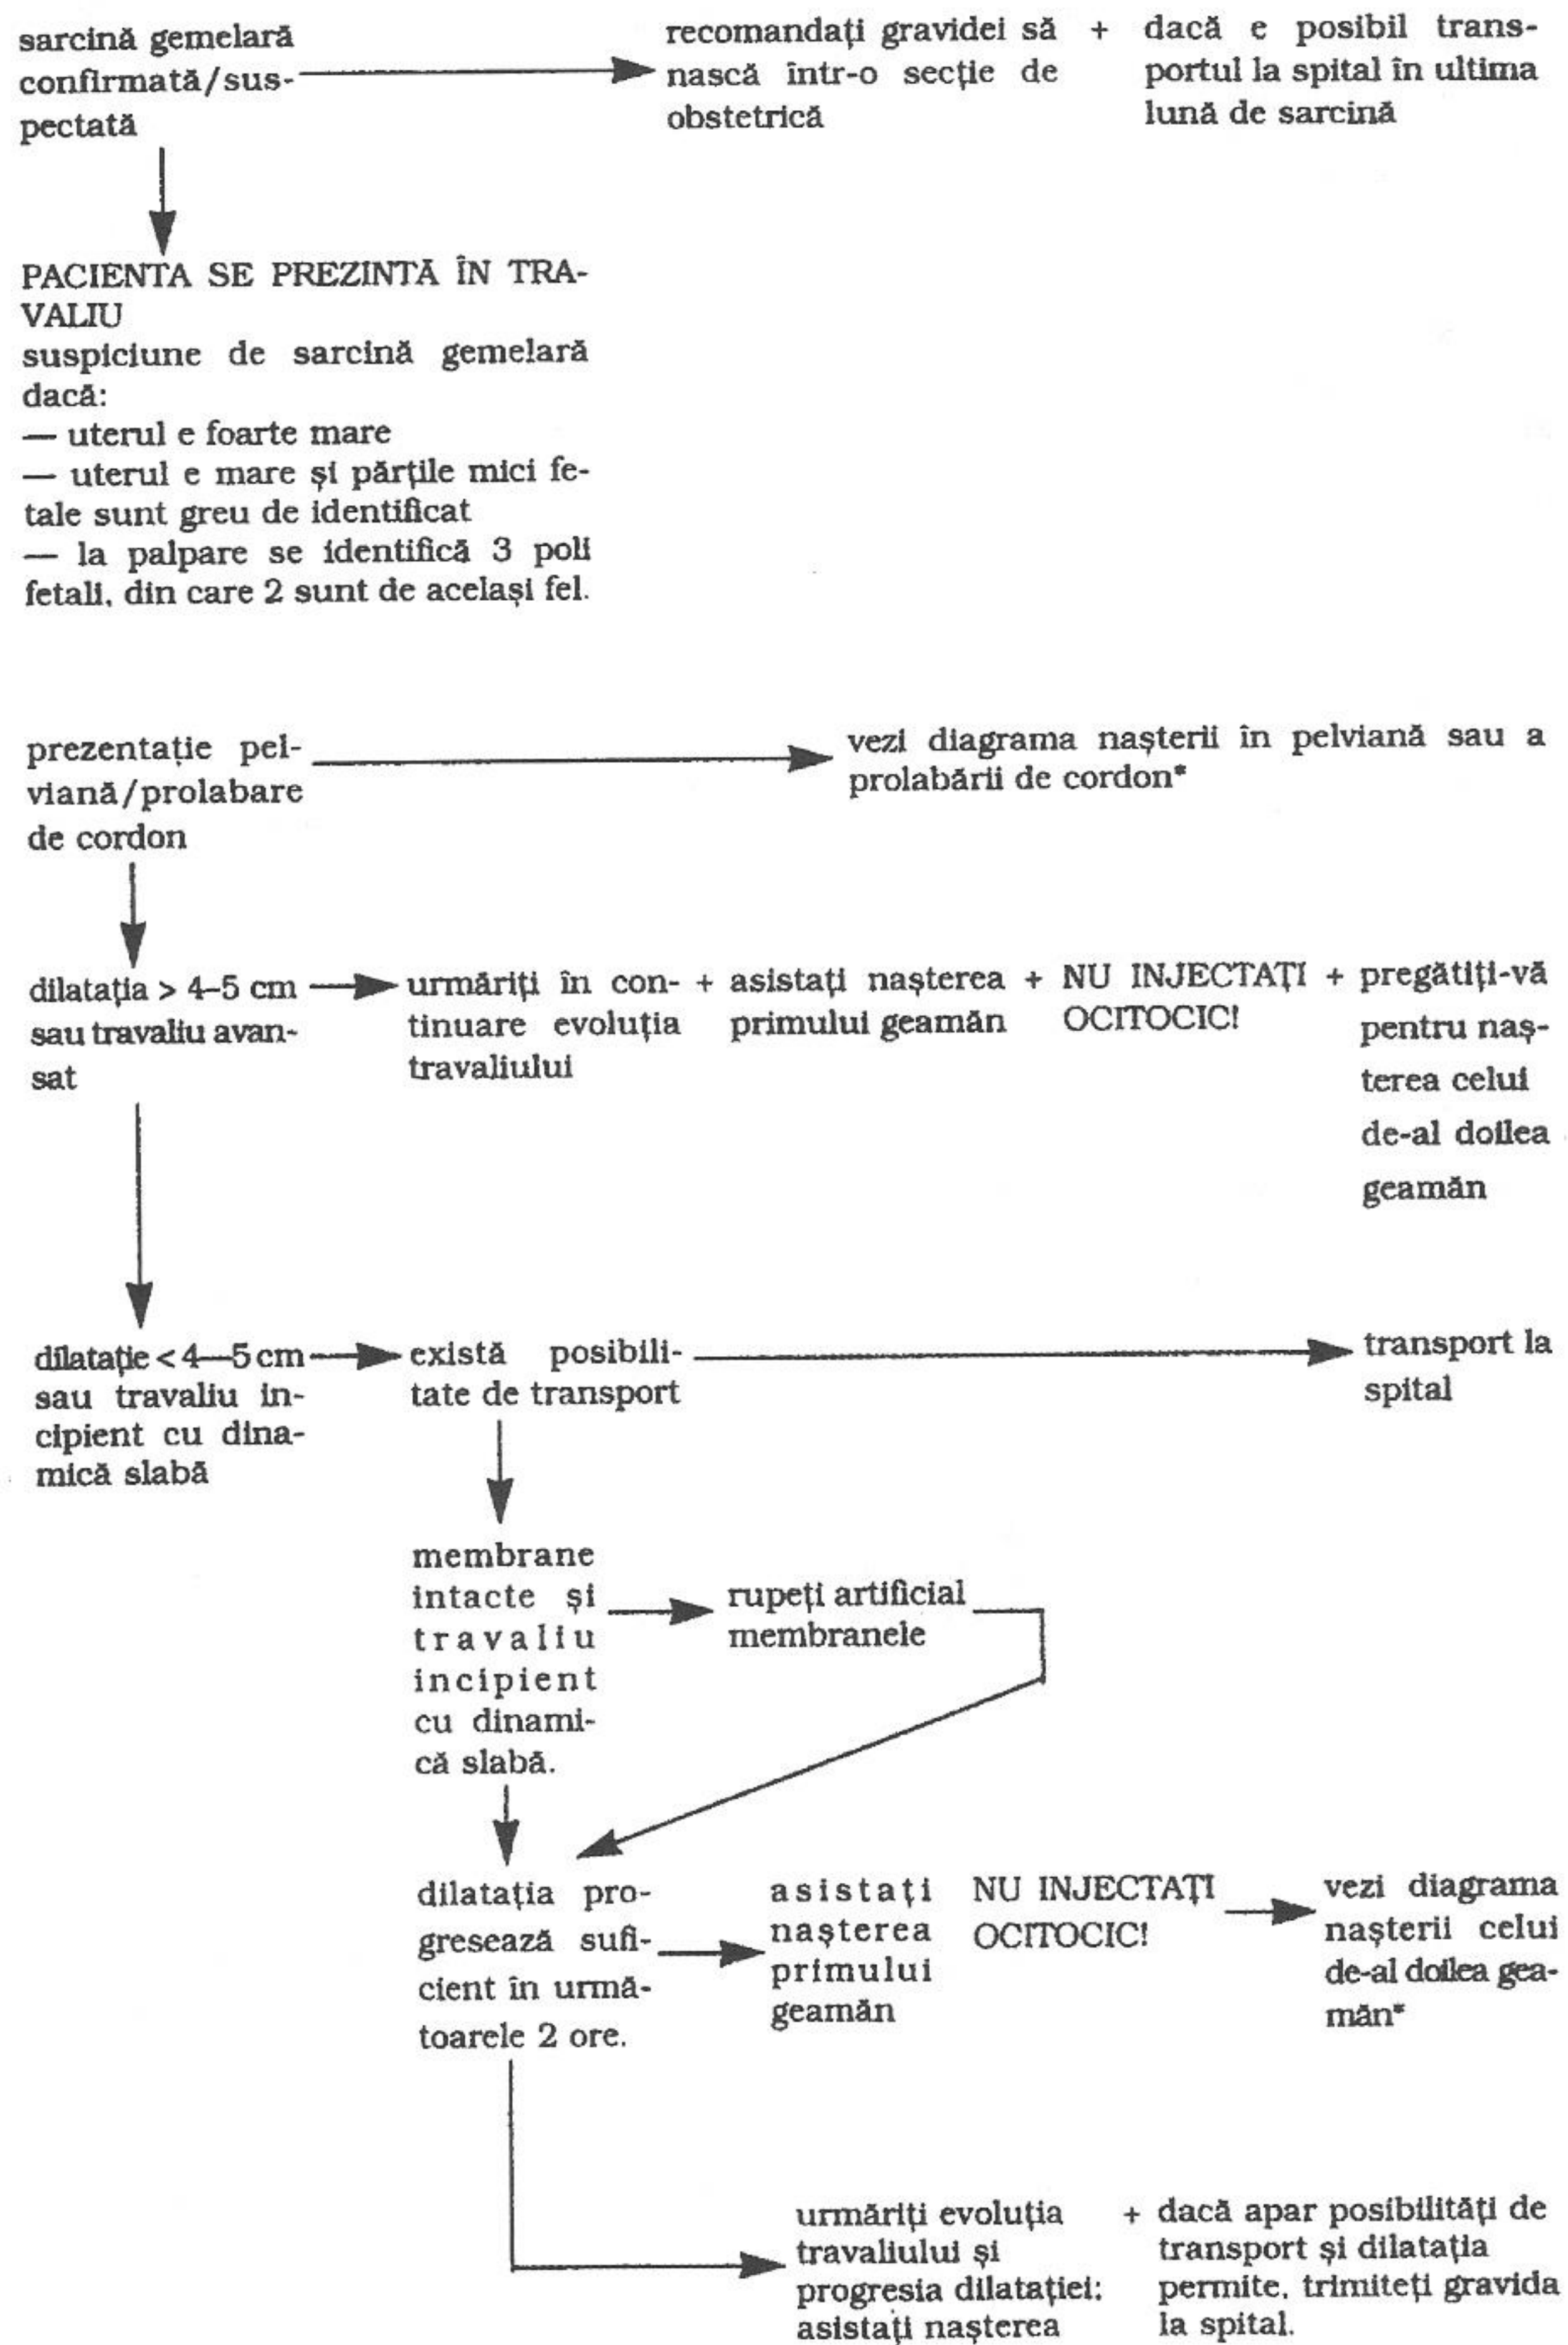 sarcină gemelară
confirmată/sus-
pectată
recomandați gravidei să
nască într-o secție de
obstetrică
+
dacă e posibil trans-
portul la spital în ultima
lună de sarcină
PACIENTA SE PREZINTĂ ÎN TRA-
VALIU
suspiciune de sarcină gemelară
dacă:
— uterul e foarte mare
— uterul e mare și părțile mici fe-
tale sunt greu de identificat
— la palpare se identifică 3 poli
fetali, din care 2 sunt de același fel.
prezentație pel-
viană/prolabare
de cordon
vezi diagrama nașterii în pelviană sau a
prolabării de cordon*
dilatația > 4–5 cm
sau travaliu avan-
sat
urmăriți în con-
tinuare evoluția
travaliului
+
asistați nașterea
primului geamăn
+
NU INJECTAȚI
OCITOCIC!
+
pregătiți-vă
pentru naș-
terea celui
de-al doilea
geamăn
dilatație < 4—5 cm
sau travaliu in-
cipient cu dina-
mică slabă
există posibili-
tate de transport
transport la
spital
membrane
intacte și
travaliu
incipient
cu dinami-
că slabă.
rupeți artificial
membranele
dilatația pro-
gresează sufi-
cient în urmă-
toarele 2 ore.
asistați
nașterea
primului
geamăn
NU INJECTAȚI
OCITOCIC!
vezi diagrama
nașterii celui
de-al doilea gea-
măn*
urmăriți evoluția
travaliului și
progresia dilatației;
asistați nașterea
+
dacă apar posibilități de
transport și dilatația
permite, trimiteți gravida
la spital.